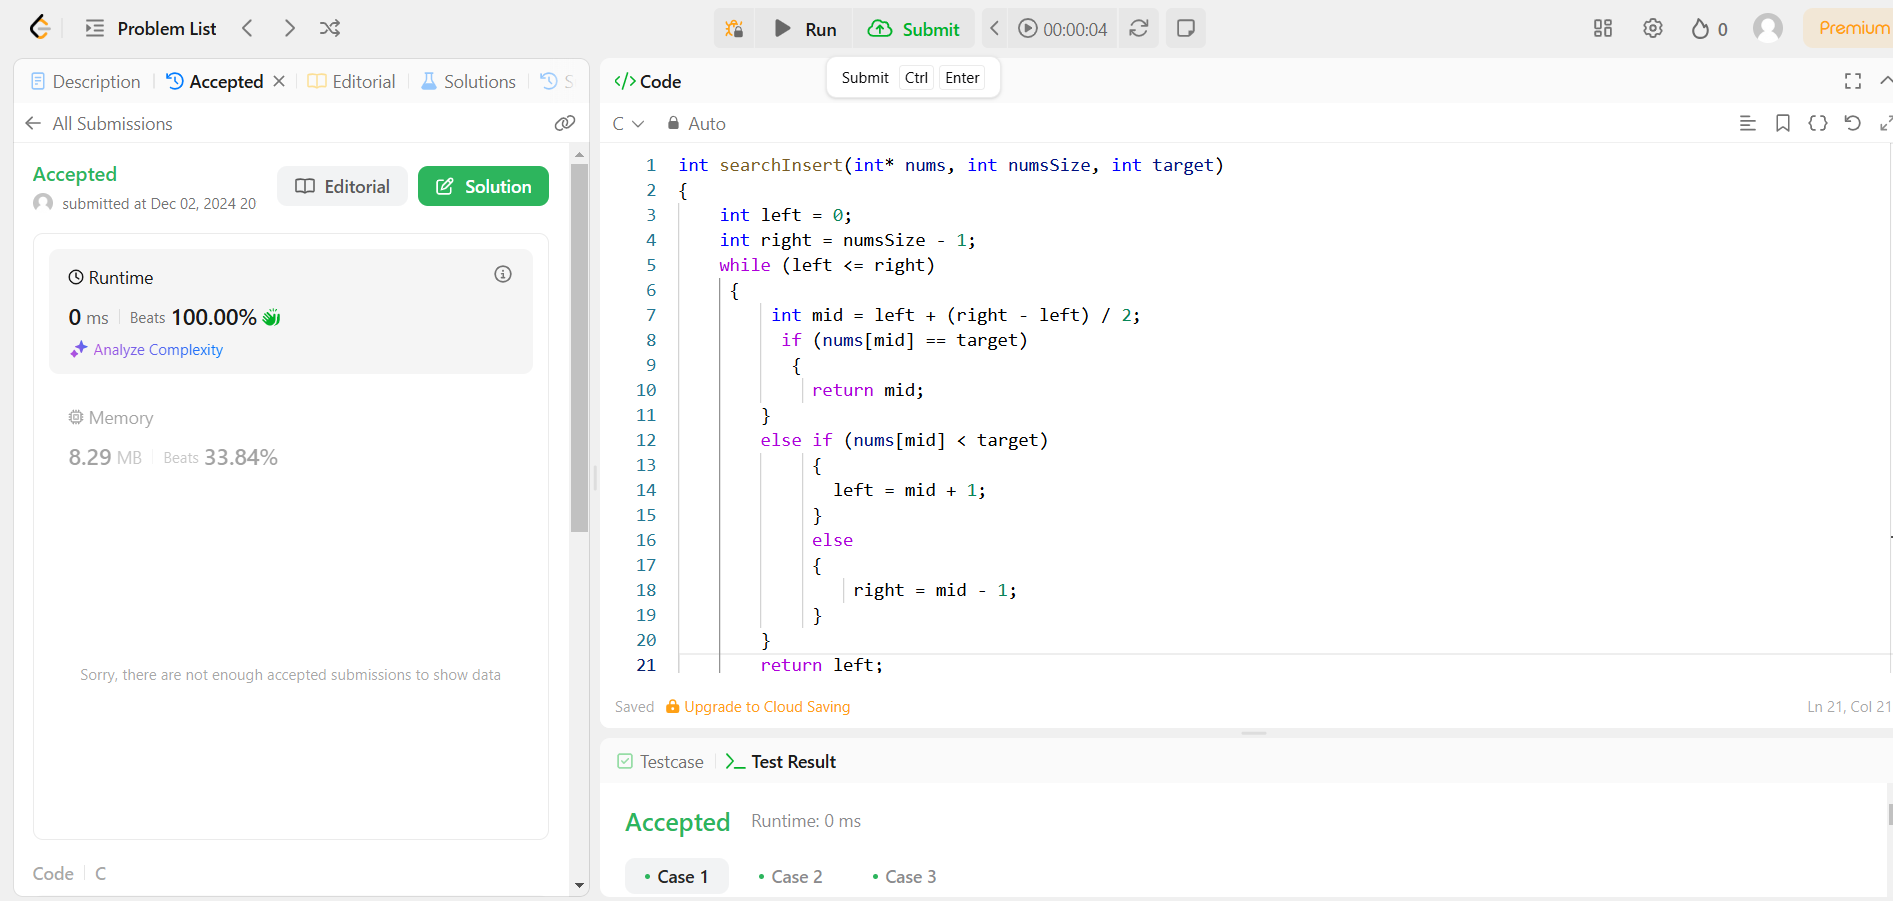 Problem List
Run
Submit
00:00:04
0
Premium
Description
Accepted
Editorial
Solutions
S
All Submissions
Accepted
submitted at Dec 02, 2024 20
Editorial
Solution
Runtime
0 ms
Beats 100.00%
Analyze Complexity
Memory
8.29 MB
Beats 33.84%
Sorry, there are not enough accepted submissions to show data
Code
C
Code
Submit Ctrl Enter
C
Auto
1 int searchInsert(int* nums, int numsSize, int target)
2 {
3 int left = 0;
4 int right = numsSize - 1;
5 while (left <= right)
6 {
7 int mid = left + (right - left) / 2;
8 if (nums[mid] == target)
9 {
10 return mid;
11 }
12 else if (nums[mid] < target)
13 {
14 left = mid + 1;
15 }
16 else
17 {
18 right = mid - 1;
19 }
20 }
21 return left;
Saved
Upgrade to Cloud Saving
Ln 21, Col 21
Testcase
Test Result
Accepted
Runtime: 0 ms
Case 1
Case 2
Case 3